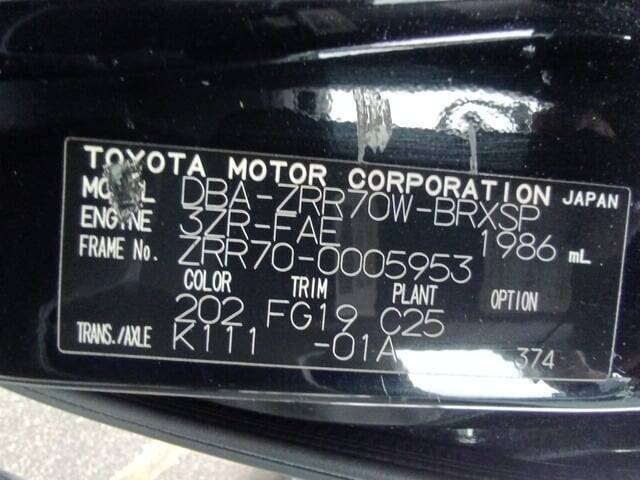 TOYOTA MOTOR CORPORATION JAPAN
MODEL DBA-ZRR70W-BRXSP
ENGINE 3ZR-FAE 1986 mL
FRAME No. ZRR70-0005953
COLOR TRIM PLANT OPTION
202 FG19 C25
TRANS./AXLE K111 -01A 374